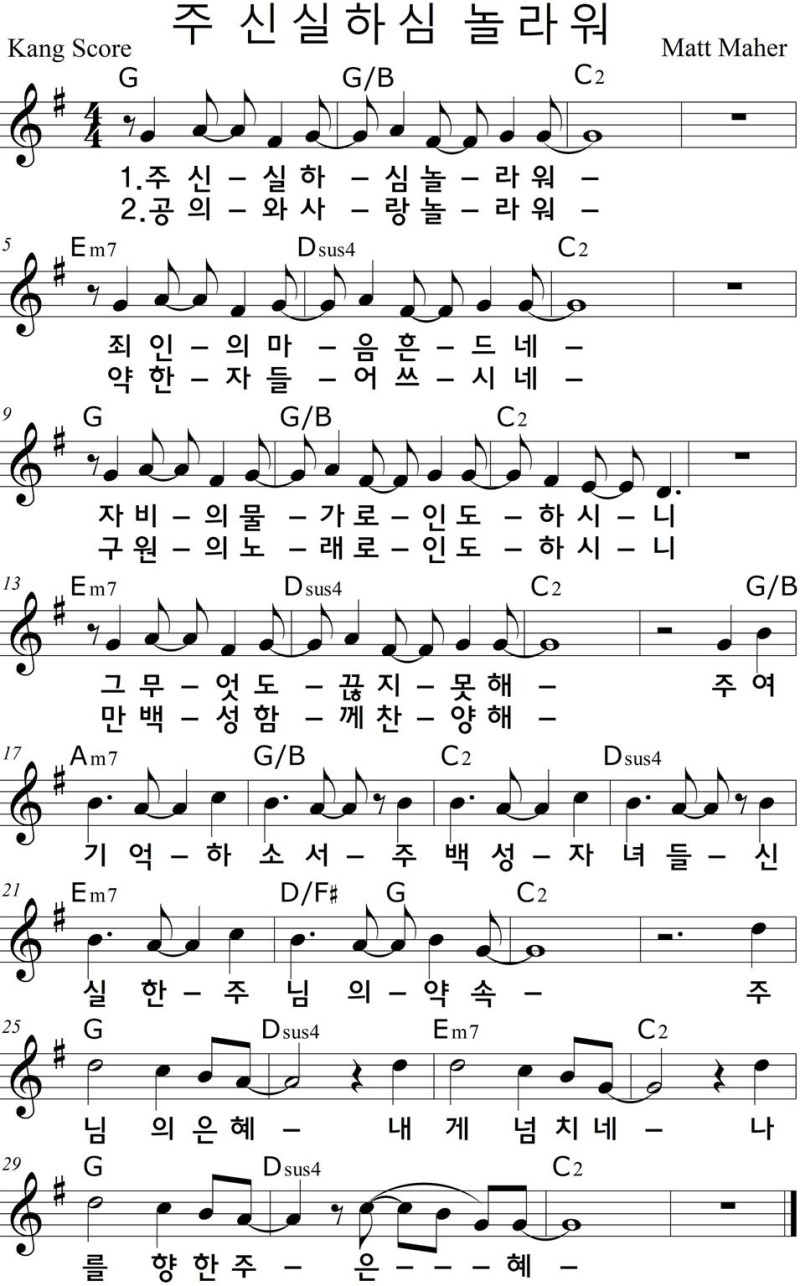 주 신실하심 놀라워
Kang Score Matt Maher
G G/B C2
4
4
1.주 신 – 실 하 – 심 놀 – 라 워 –
2.공 의 – 와 사 – 랑 놀 – 라 워 –
5 Em7 Dsus4 C2
죄 인 – 의 마 – 음 흔 – 드 네 –
약 한 – 자 들 – 어 쓰 – 시 네 –
9 G G/B C2
자 비 – 의 물 – 가 로 – 인 도 – 하 시 – 니
구 원 – 의 노 – 래 로 – 인 도 – 하 시 – 니
13 Em7 Dsus4 C2 G/B
그 무 – 엇 도 – 끊 지 – 못 해 – 주 여
만 백 – 성 함 – 께 찬 – 양 해 –
17 Am7 G/B C2 Dsus4
기 억 – 하 소 서 – 주 백 성 – 자 녀 들 – 신
21 Em7 D/F# G C2
실 한 – 주 님 의 – 약 속 – 주
25 G Dsus4 Em7 C2
님 의 은 혜 – 내 게 넘 치 네 – 나
29 G Dsus4 C2
를 향 한 주 – 은 – – – 혜 – –